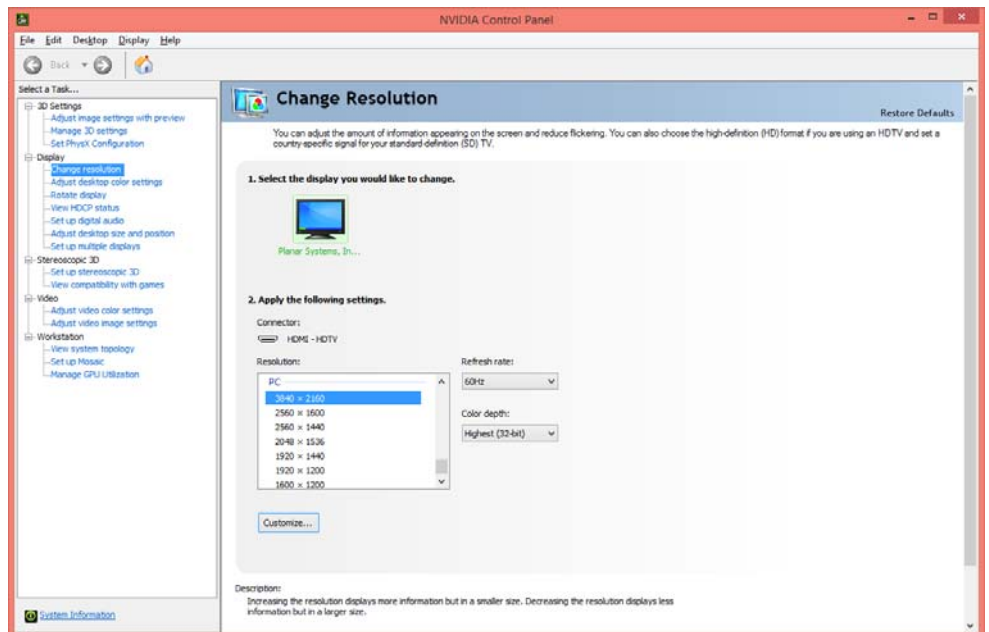 NVIDIA Control Panel
File Edit Desktop Display Help
Back
Select a Task...
3D Settings
Adjust image settings with preview
Manage 3D settings
Set PhysX Configuration
Display
Change resolution
Adjust desktop color settings
Rotate display
View HDCP status
Set up digital audio
Adjust desktop size and position
Set up multiple displays
Stereoscopic 3D
Set up stereoscopic 3D
View compatibility with games
Video
Adjust video color settings
Adjust video image settings
Workstation
View system topology
Set up Mosaic
Manage GPU Utilization
System Information
Change Resolution
Restore Defaults
You can adjust the amount of information appearing on the screen and reduce flickering. You can also choose the high-definition (HD) format if you are using an HDTV and set a
country-specific signal for your standard-definition (SD) TV.
1. Select the display you would like to change.
Planar Systems, In...
2. Apply the following settings.
Connector:
HDMI - HDTV
Resolution:
PC
3840 × 2160
2560 × 1600
2560 × 1440
2048 × 1536
1920 × 1440
1920 × 1200
1600 × 1200
Refresh rate:
60Hz
Color depth:
Highest (32-bit)
Customize...
Description:
Increasing the resolution displays more information but in a smaller size. Decreasing the resolution displays less
information but in a larger size.